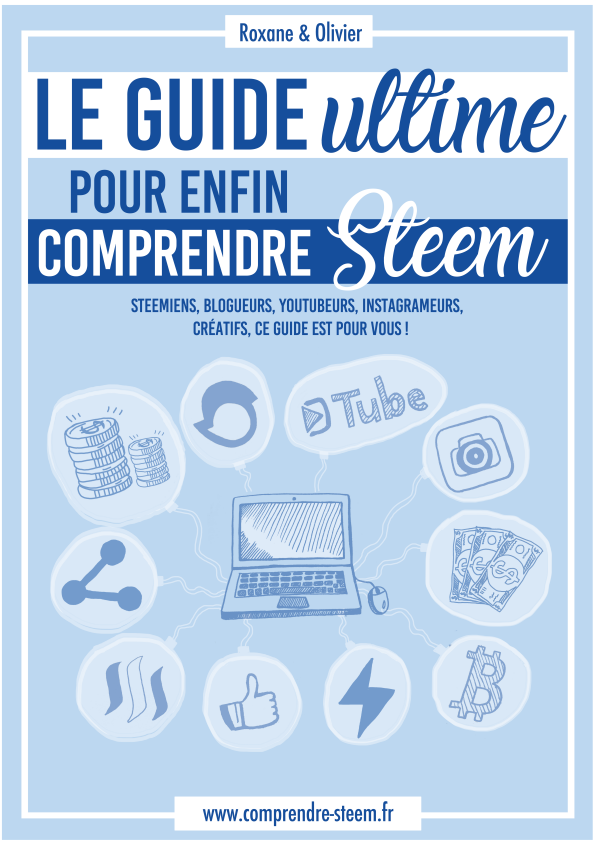 Roxane & Olivier
LE GUIDE ultime
POUR ENFIN
COMPRENDRE Steem
STEEMIENS, BLOGUEURS, YOUTUBEURS, INSTAGRAMEURS,
CRÉATIFS, CE GUIDE EST POUR VOUS !
Tube
www.comprendre-steem.fr